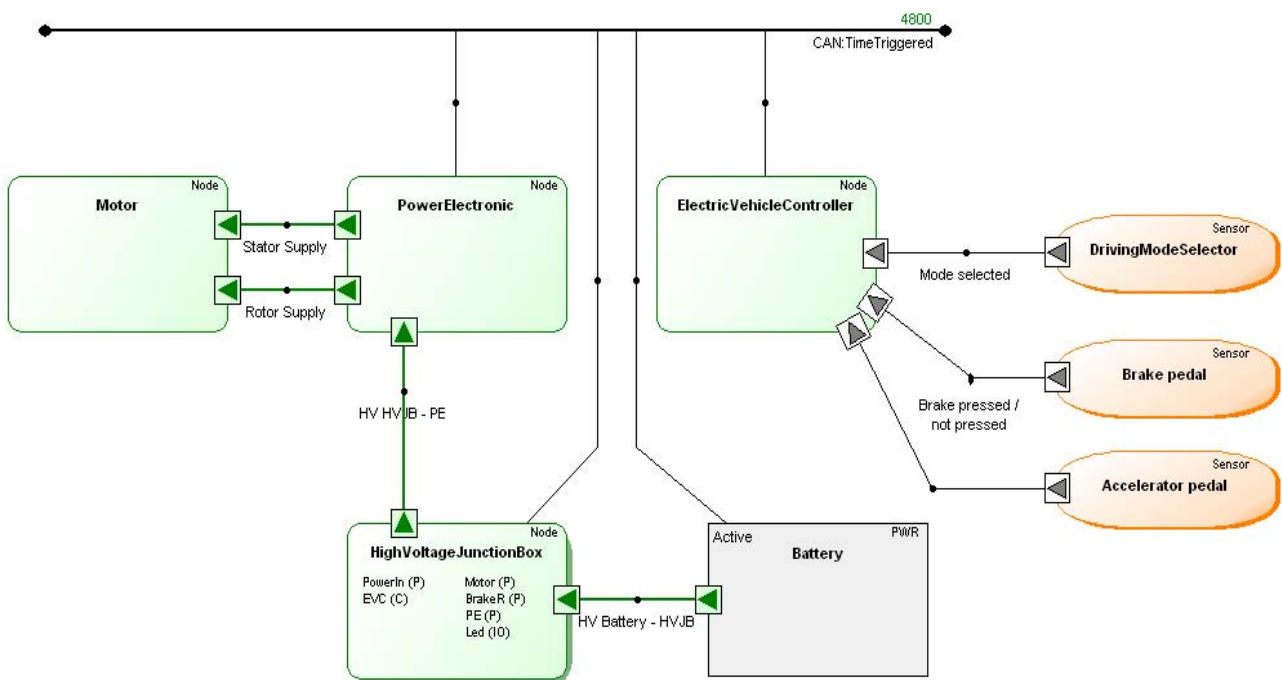 4800
CAN:TimeTriggered
Node
Motor
Node
PowerElectronic
Node
ElectricVehicleController
Stator Supply
Rotor Supply
Sensor
DrivingModeSelector
Mode selected
Sensor
Brake pedal
Brake pressed /
not pressed
HV HVJB - PE
Sensor
Accelerator pedal
Node
HighVoltageJunctionBox
PowerIn (P)
EVC (C)
Motor (P)
BrakeR (P)
PE (P)
Led (IO)
HV Battery - HVJB
Active
PWR
Battery